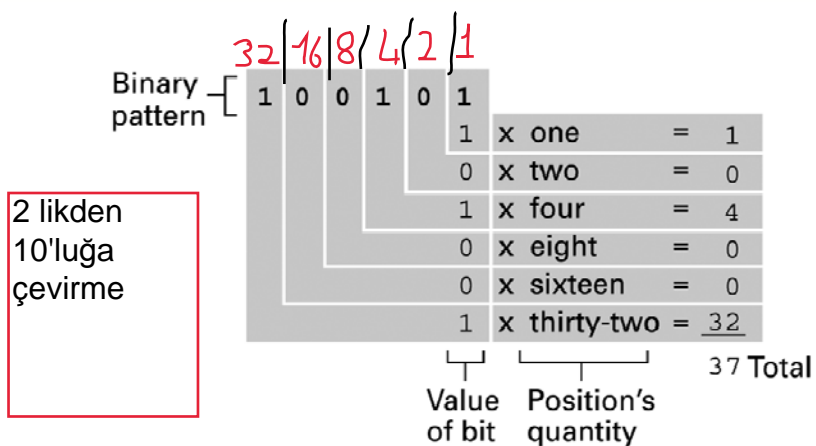 32 16 8 4 2 1
Binary
pattern
1 0 0 1 0 1
1 x one = 1
0 x two = 0
1 x four = 4
0 x eight = 0
0 x sixteen = 0
1 x thirty-two = 32
37 Total
Value
of bit
Position's
quantity
2 likden
10'luğa
çevirme